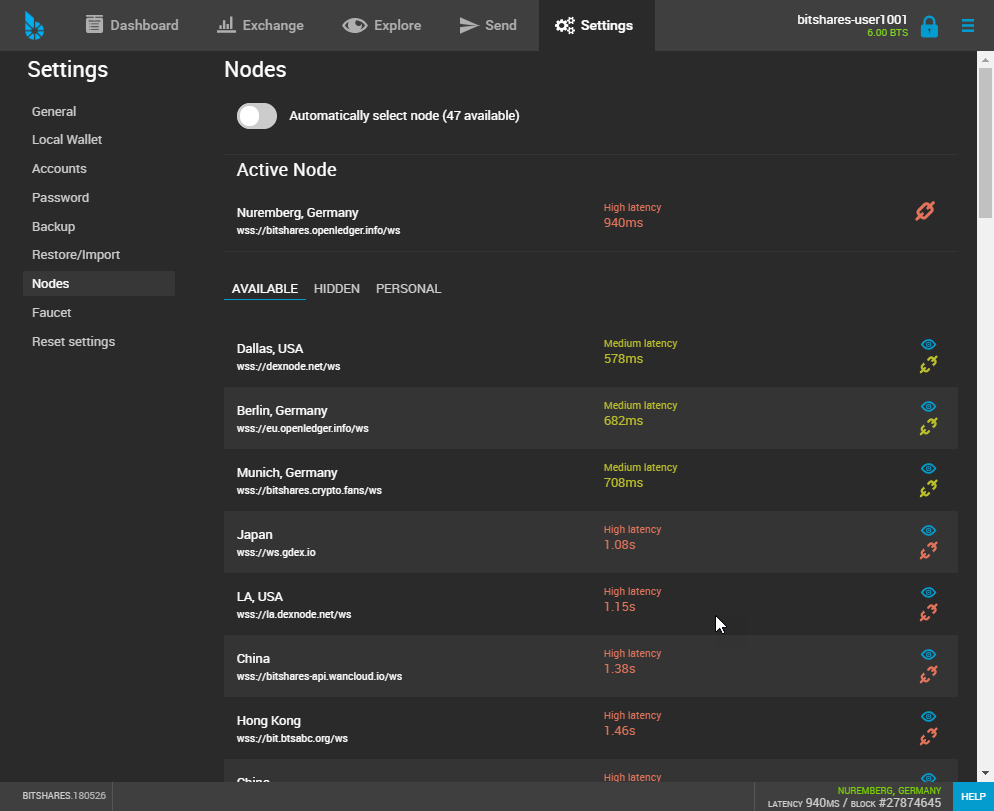 Dashboard
Exchange
Explore
Send
Settings
bitshares-user1001
6.00 BTS
Settings
General
Local Wallet
Accounts
Password
Backup
Restore/Import
Nodes
Faucet
Reset settings
Nodes
Automatically select node (47 available)
Active Node
Nuremberg, Germany
wss://bitshares.openledger.info/ws
High latency
940ms
AVAILABLE HIDDEN PERSONAL
Dallas, USA
wss://dexnode.net/ws
Medium latency
578ms
Berlin, Germany
wss://eu.openledger.info/ws
Medium latency
682ms
Munich, Germany
wss://bitshares.crypto.fans/ws
Medium latency
708ms
Japan
wss://ws.gdex.io
High latency
1.08s
LA, USA
wss://la.dexnode.net/ws
High latency
1.15s
China
wss://bitshares-api.wancloud.io/ws
High latency
1.38s
Hong Kong
wss://bit.btsabc.org/ws
High latency
1.46s
China
High latency
BITSHARES.180526
NUREMBERG, GERMANY
LATENCY 940MS / BLOCK #27874645
HELP